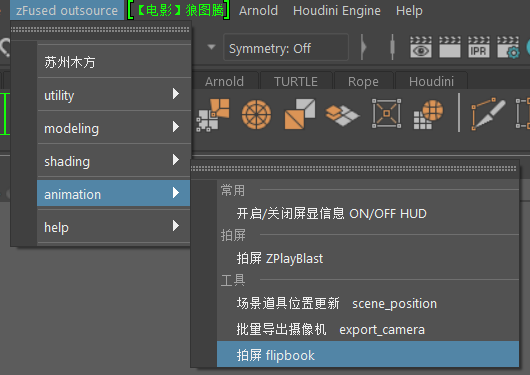 zFused outsource 【电影】狼图腾 Arnold Houdini Engine Help
Symmetry: Off
IPR
苏州木方
Arnold TURTLE Rope Houdini
utility
modeling
shading
animation
help
常用
开启/关闭屏显信息 ON/OFF HUD
拍屏
拍屏 ZPlayBlast
工具
场景道具位置更新 scene_position
批量导出摄像机 export_camera
拍屏 flipbook